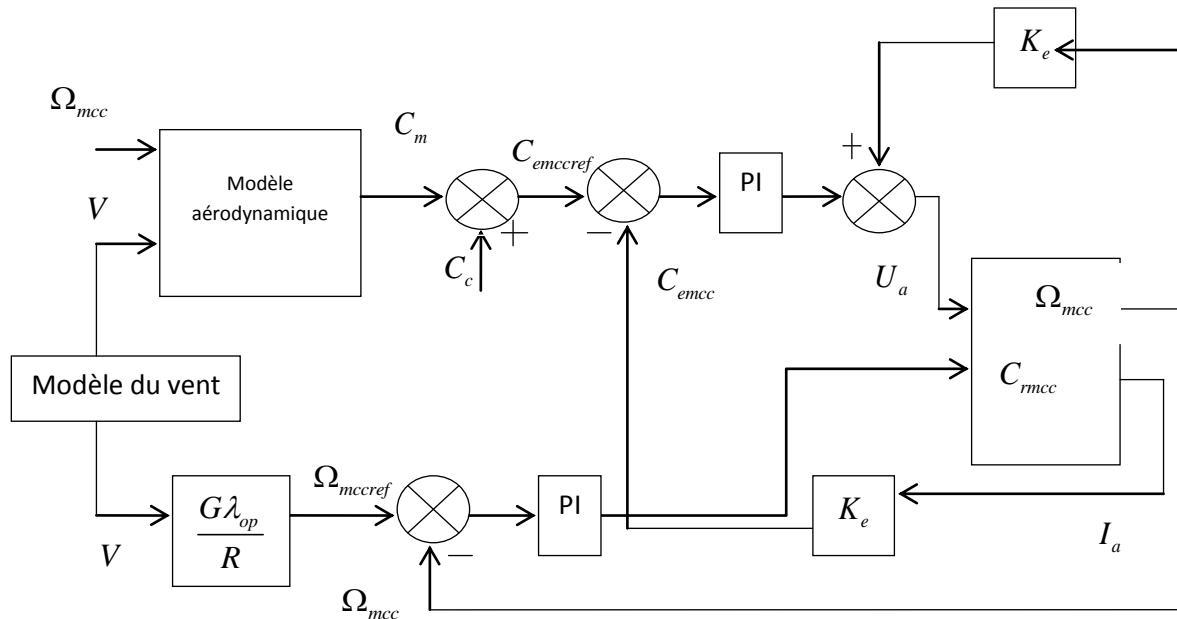 K_e
Ω_mcc
C_m
C_emccref
+
Modèle
aérodynamique
PI
V
+
−
C_c
C_emcc
U_a
Ω_mcc
Modèle du vent
C_rmcc
Ω_mccref
PI
K_e
Gλ_op
R
V
−
I_a
Ω_mcc